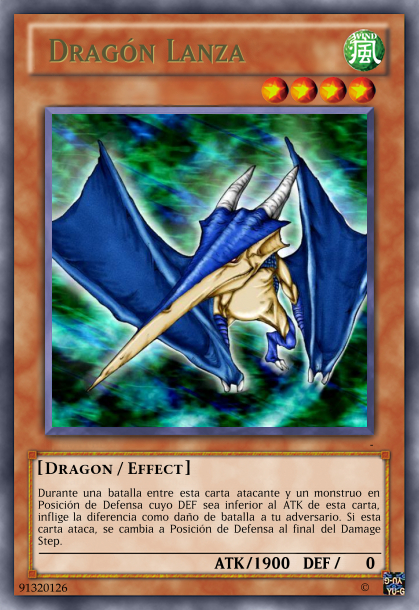 Dragón Lanza
WIND
風
[Dragon / Effect]
Durante una batalla entre esta carta atacante y un monstruo en
Posición de Defensa cuyo DEF sea inferior al ATK de esta carta,
inflige la diferencia como daño de batalla a tu adversario. Si esta
carta ataca, se cambia a Posición de Defensa al final del Damage
Step.
ATK/1900 DEF/ 0
91320126 ©
YU-G